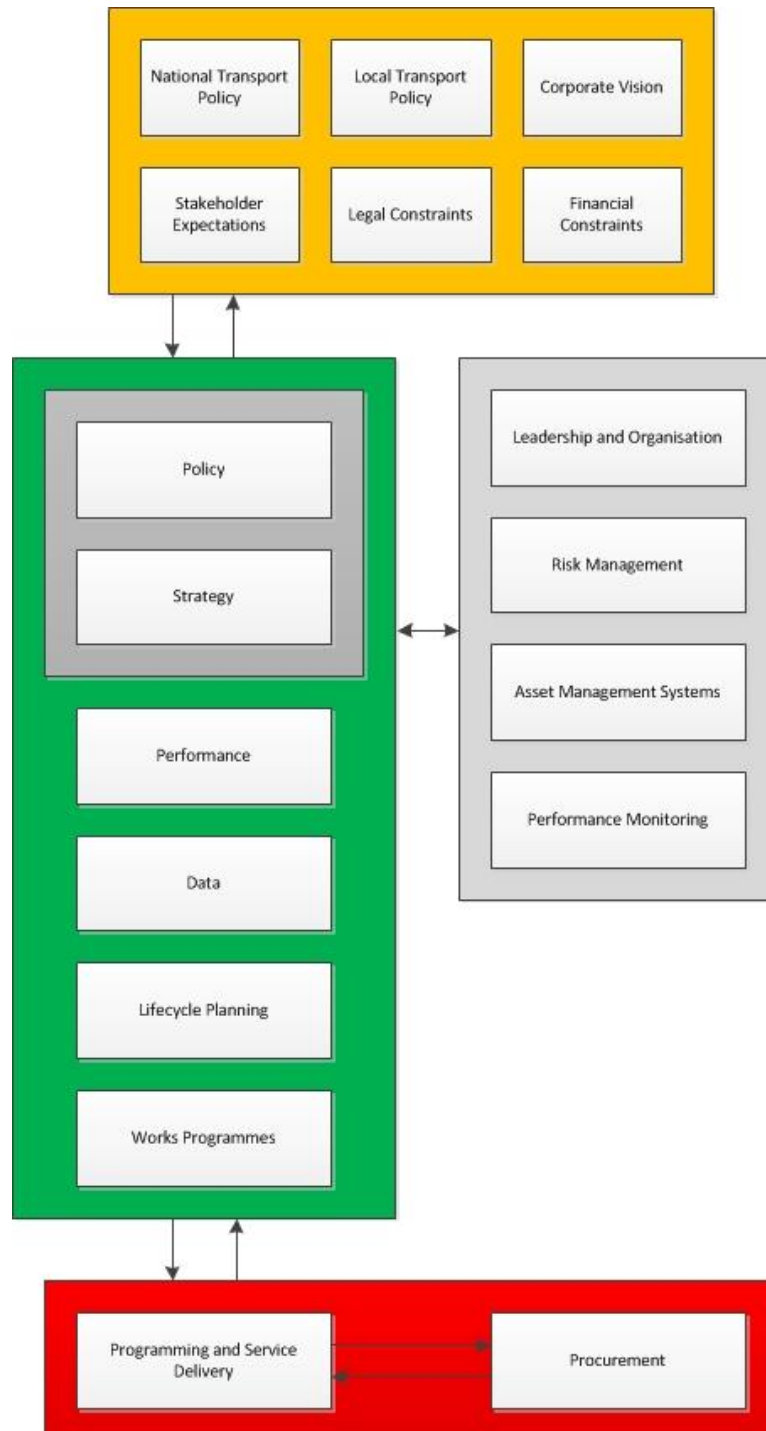 National Transport
Policy
Local Transport
Policy
Corporate Vision
Stakeholder
Expectations
Legal Constraints
Financial
Constraints
Policy
Strategy
Performance
Data
Lifecycle Planning
Works Programmes
Leadership and Organisation
Risk Management
Asset Management Systems
Performance Monitoring
Programming and Service
Delivery
Procurement